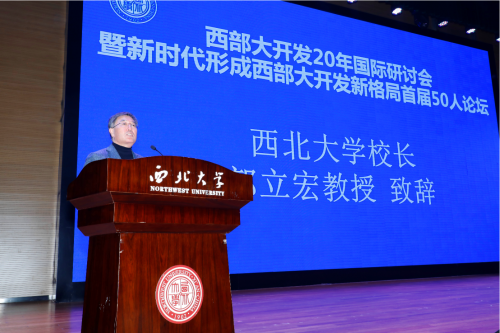 西部大开发20年国际研讨会
暨新时代形成西部大开发新格局首届50人论坛
西北大学校长
立宏教授 致辞
西北大学
NORTHWEST UNIVERSITY
1902